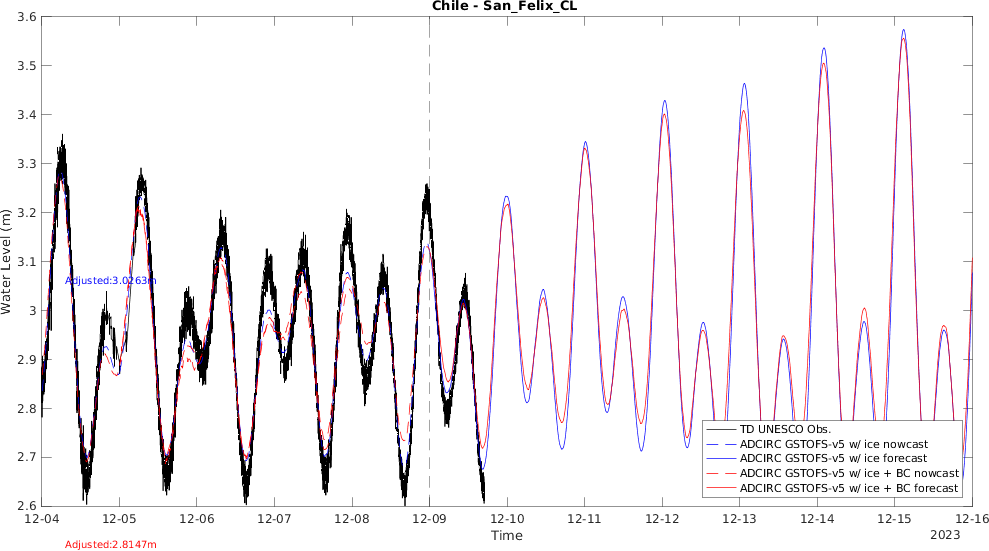 Chile - San_Felix_CL
Water Level (m)
3.6
3.5
3.4
3.3
3.2
3.1
3
2.9
2.8
2.7
2.6
Adjusted:3.0263m
TD UNESCO Obs.
ADCIRC GSTOFS-v5 w/ ice nowcast
ADCIRC GSTOFS-v5 w/ ice forecast
ADCIRC GSTOFS-v5 w/ ice + BC nowcast
ADCIRC GSTOFS-v5 w/ ice + BC forecast
12-04 12-05 12-06 12-07 12-08 12-09 12-10 12-11 12-12 12-13 12-14 12-15 12-16
Time
2023
Adjusted:2.8147m